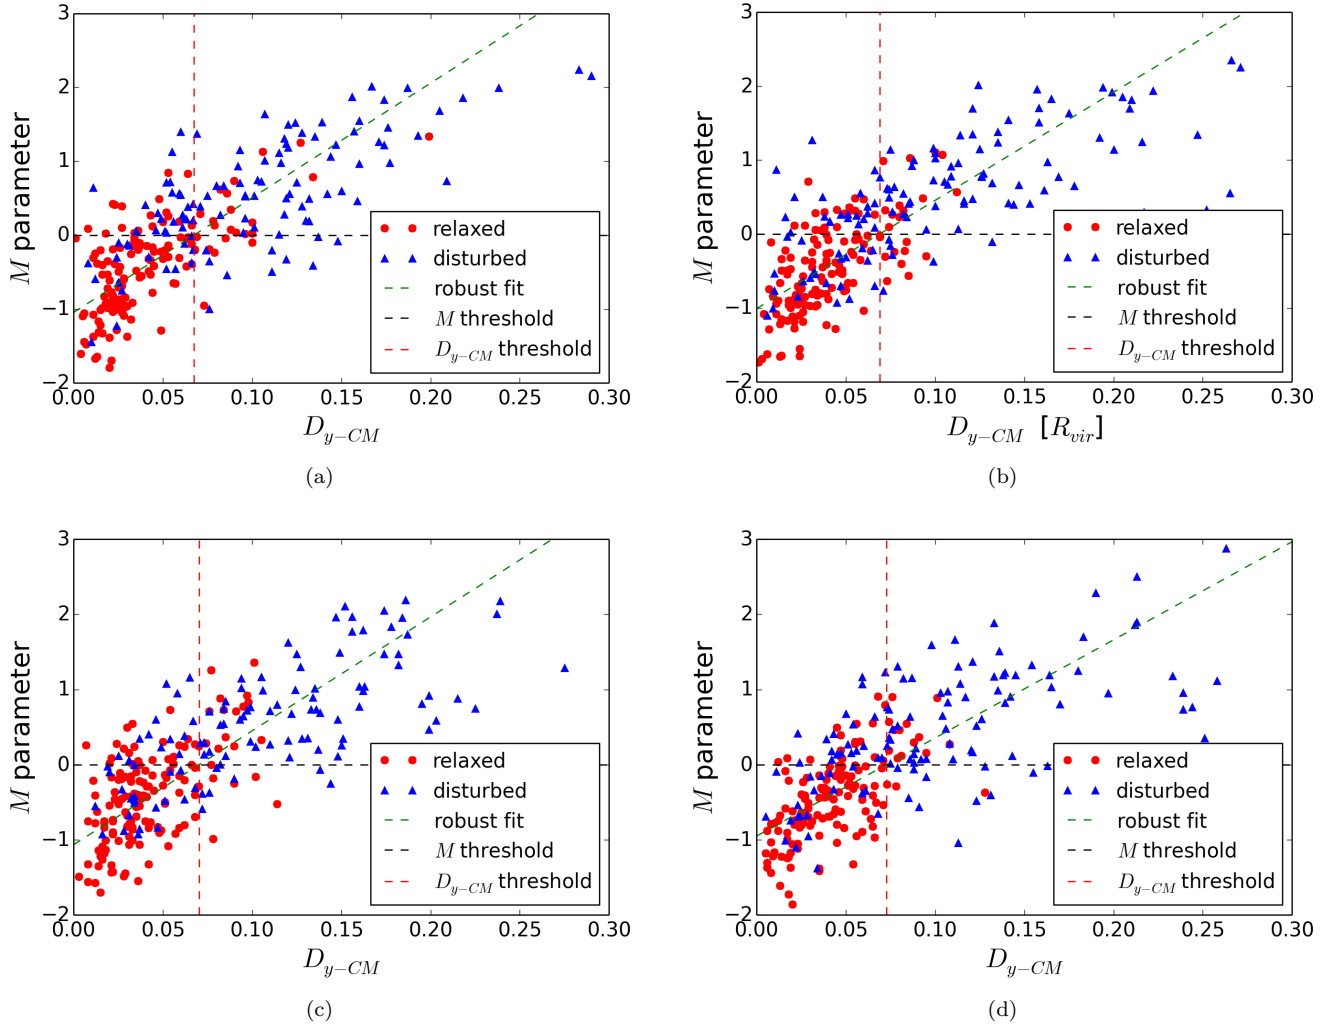 3
2
1
0
−1
−2
0.00 0.05 0.10 0.15 0.20 0.25 0.30
M parameter
D_{y−CM}
relaxed
disturbed
robust fit
M threshold
D_{y−CM} threshold
(a)
3
2
1
0
−1
−2
0.00 0.05 0.10 0.15 0.20 0.25 0.30
M parameter
D_{y−CM} [R_{vir}]
relaxed
disturbed
robust fit
M threshold
D_{y−CM} threshold
(b)
3
2
1
0
−1
−2
0.00 0.05 0.10 0.15 0.20 0.25 0.30
M parameter
D_{y−CM}
relaxed
disturbed
robust fit
M threshold
D_{y−CM} threshold
(c)
3
2
1
0
−1
−2
0.00 0.05 0.10 0.15 0.20 0.25 0.30
M parameter
D_{y−CM}
relaxed
disturbed
robust fit
M threshold
D_{y−CM} threshold
(d)